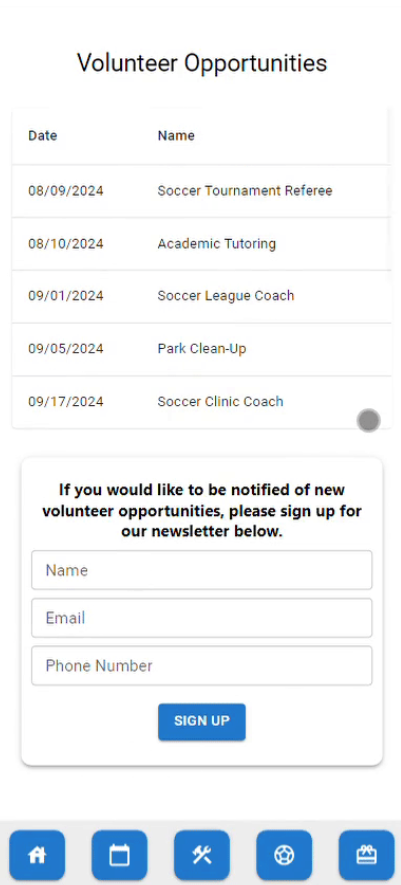 Volunteer Opportunities
Date Name
08/09/2024 Soccer Tournament Referee
08/10/2024 Academic Tutoring
09/01/2024 Soccer League Coach
09/05/2024 Park Clean-Up
09/17/2024 Soccer Clinic Coach
If you would like to be notified of new
volunteer opportunities, please sign up for
our newsletter below.
Name
Email
Phone Number
SIGN UP